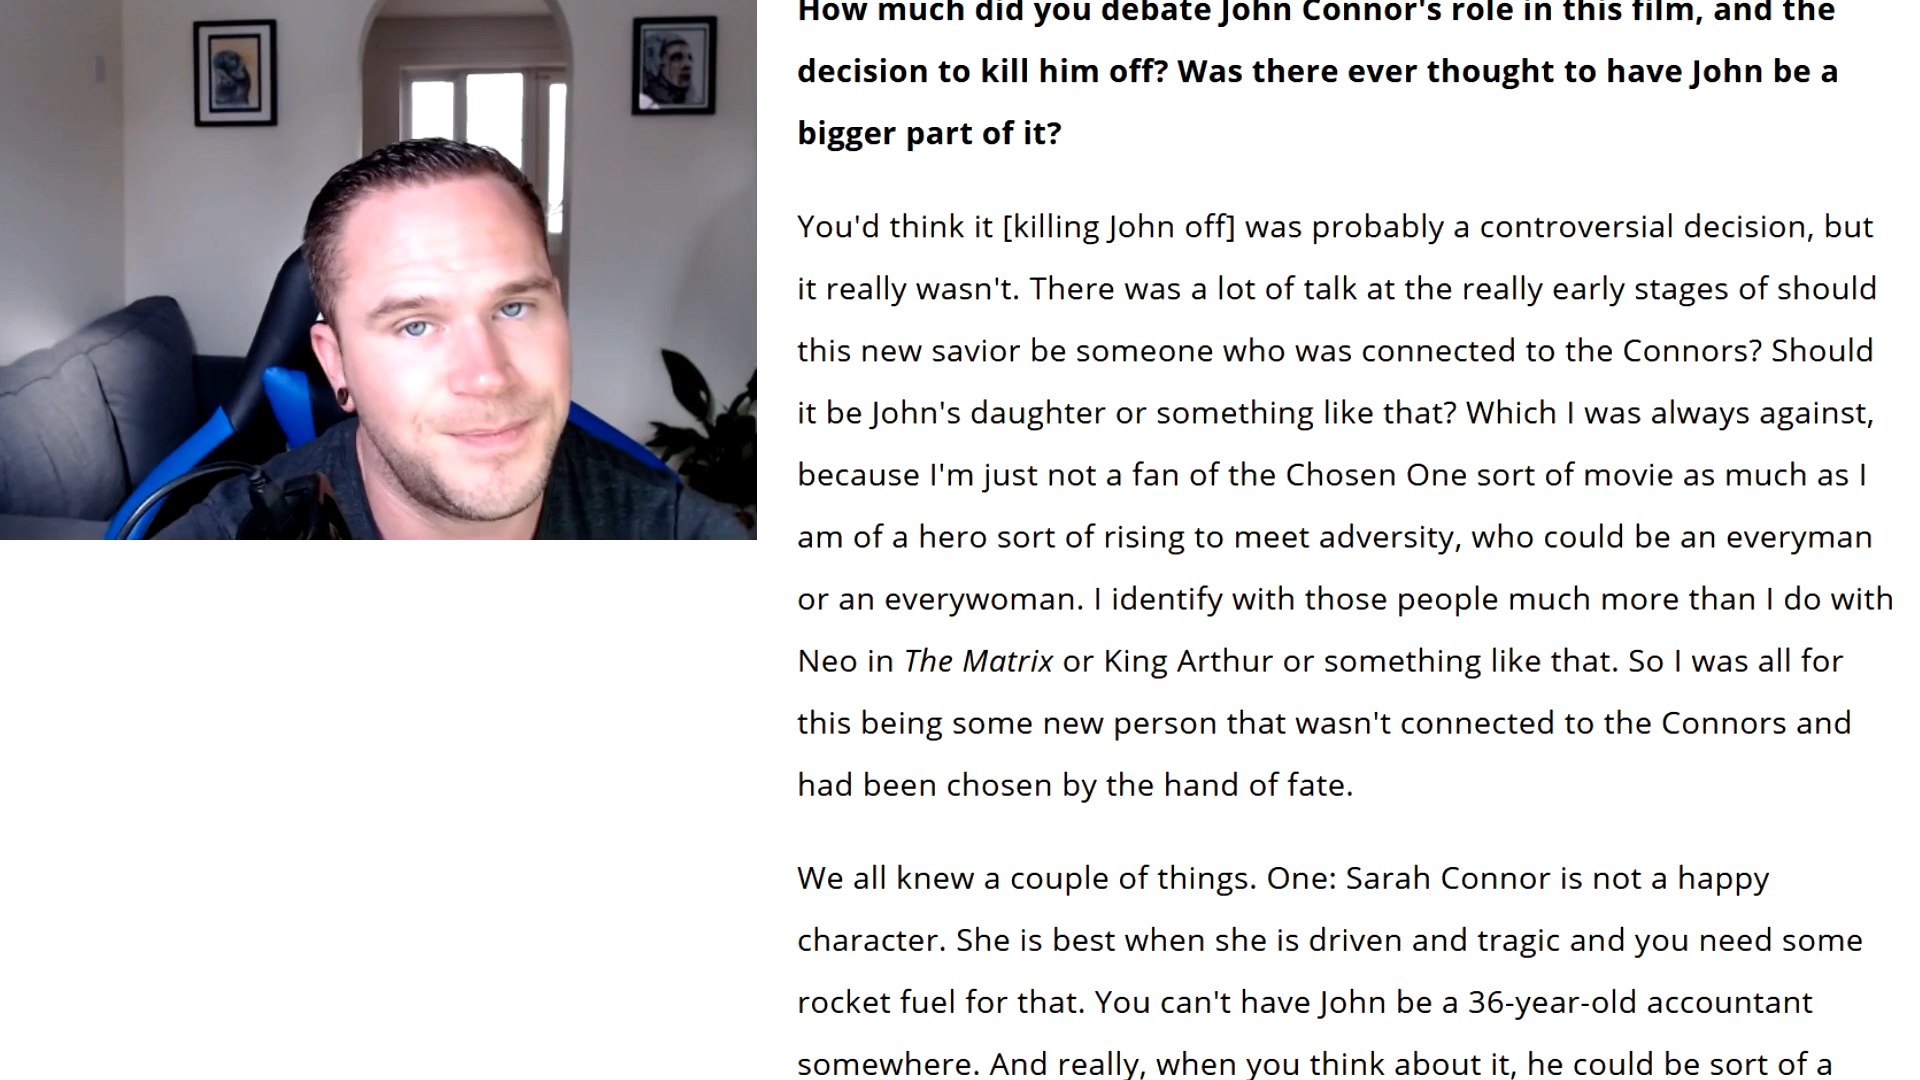 How much did you debate John Connor's role in this film, and the
decision to kill him off? Was there ever thought to have John be a
bigger part of it?
You'd think it [killing John off] was probably a controversial decision, but
it really wasn't. There was a lot of talk at the really early stages of should
this new savior be someone who was connected to the Connors? Should
it be John's daughter or something like that? Which I was always against,
because I'm just not a fan of the Chosen One sort of movie as much as I
am of a hero sort of rising to meet adversity, who could be an everyman
or an everywoman. I identify with those people much more than I do with
Neo in The Matrix or King Arthur or something like that. So I was all for
this being some new person that wasn't connected to the Connors and
had been chosen by the hand of fate.
We all knew a couple of things. One: Sarah Connor is not a happy
character. She is best when she is driven and tragic and you need some
rocket fuel for that. You can't have John be a 36-year-old accountant
somewhere. And really, when you think about it, he could be sort of a